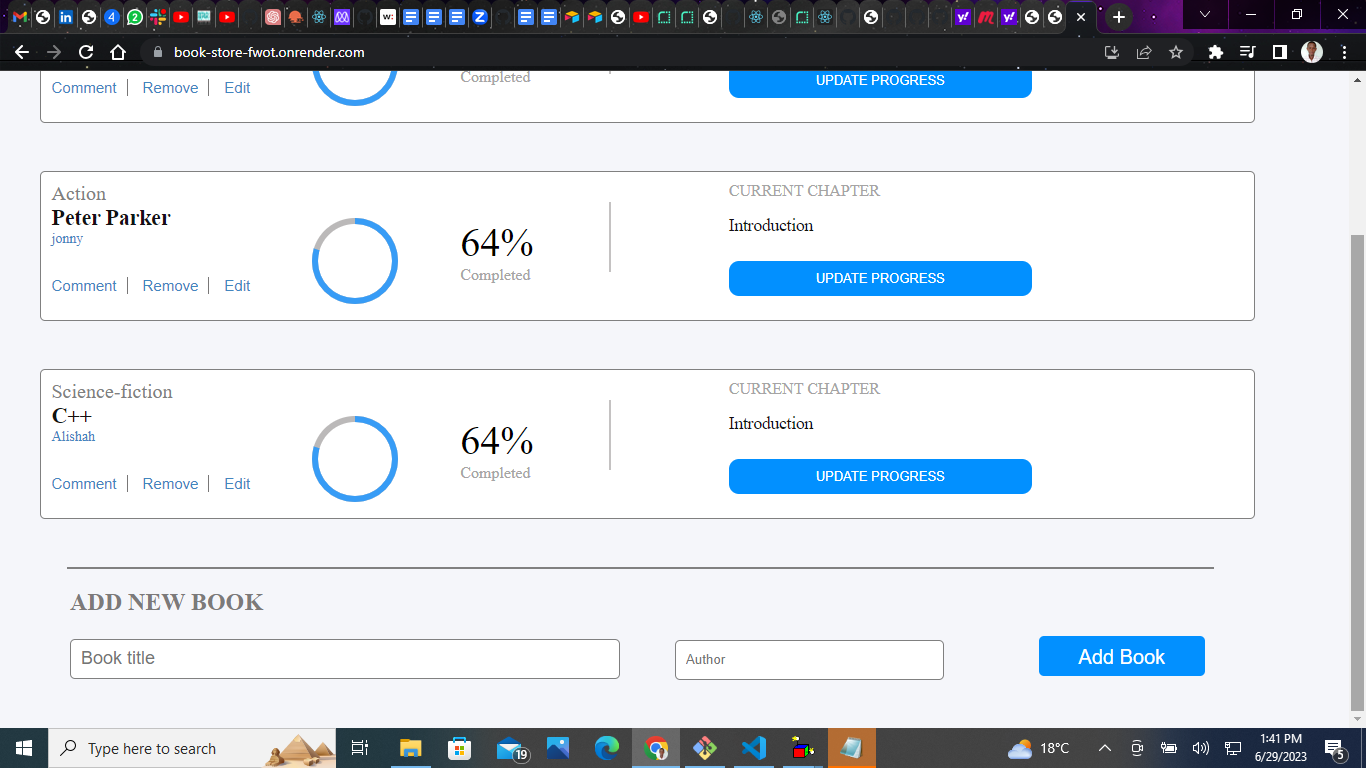 book-store-fwot.onrender.com
Comment Remove Edit
Completed
UPDATE PROGRESS
Action
Peter Parker
jonny
Comment Remove Edit
64%
Completed
CURRENT CHAPTER
Introduction
UPDATE PROGRESS
Science-fiction
C++
Alishah
Comment Remove Edit
64%
Completed
CURRENT CHAPTER
Introduction
UPDATE PROGRESS
ADD NEW BOOK
Book title
Author
Add Book
Type here to search
19
18°C
1:41 PM
6/29/2023
5